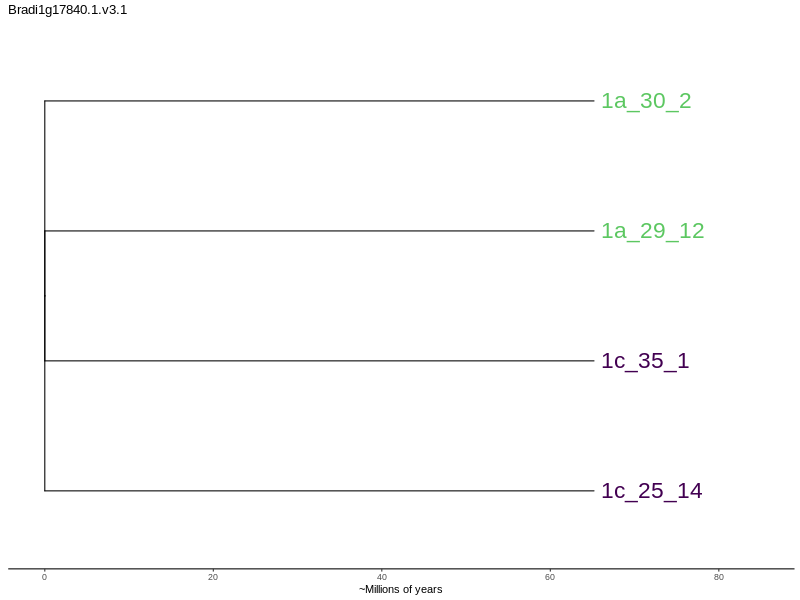 Bradi1g17840.1.v3.1
1a_30_2
1a_29_12
1c_35_1
1c_25_14
0 20 40 60 80
~Millions of years